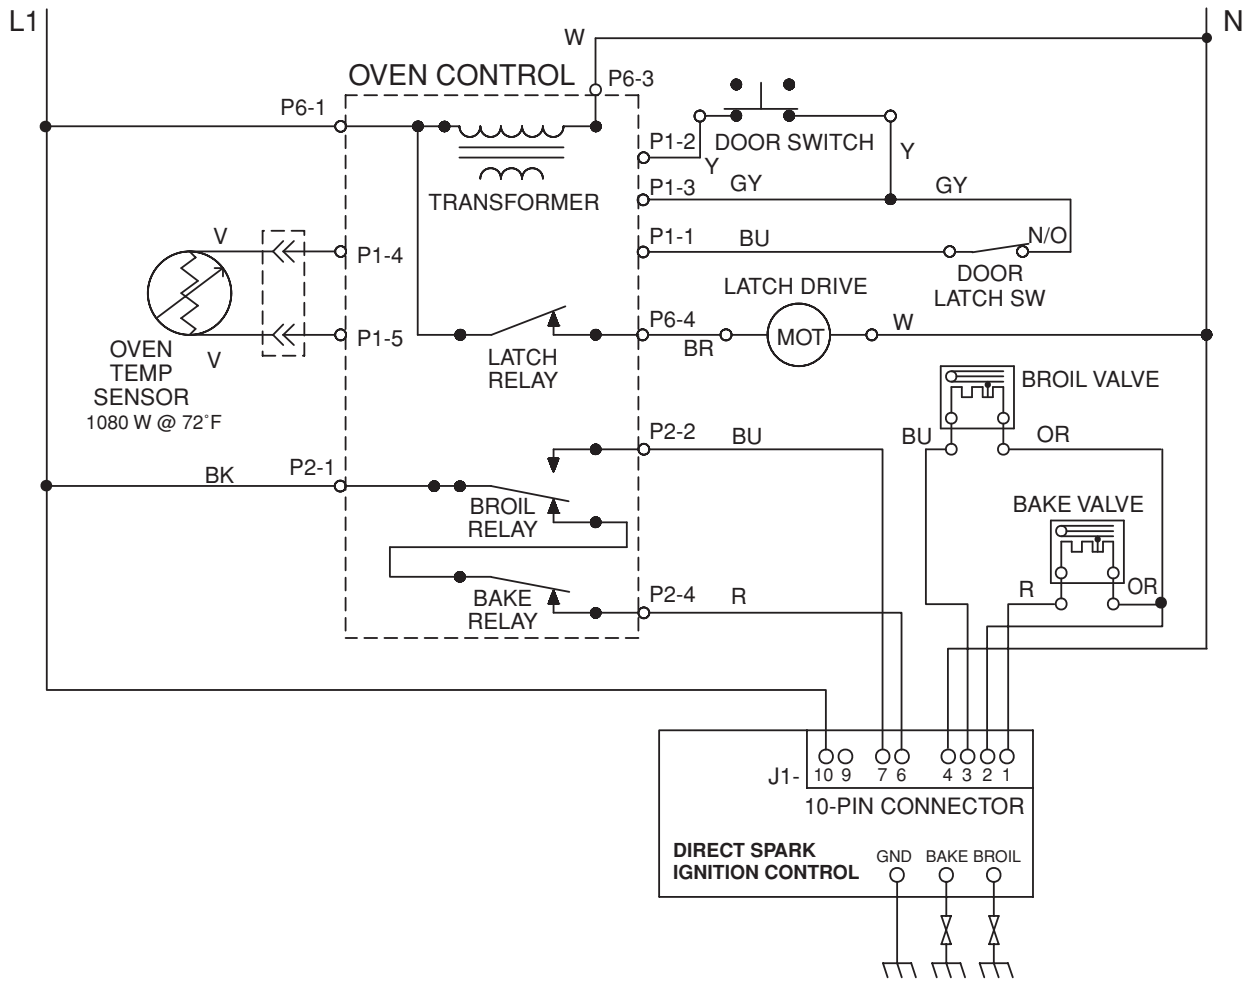 L1
N
W
OVEN CONTROL
P6-3
P6-1
P1-2
DOOR SWITCH
Y
Y
P1-3
GY
GY
TRANSFORMER
V
P1-4
P1-1
BU
N/O
DOOR
LATCH SW
LATCH DRIVE
P1-5
V
OVEN
TEMP
SENSOR
1080 W @ 72˚F
LATCH
RELAY
P6-4
BR
MOT
W
BROIL VALVE
P2-2
BU
BU
OR
BK
P2-1
BROIL
RELAY
BAKE VALVE
BAKE
RELAY
P2-4
R
R
OR
J1-
10 9 7 6 4 3 2 1
10-PIN CONNECTOR
DIRECT SPARK
IGNITION CONTROL
GND BAKE BROIL